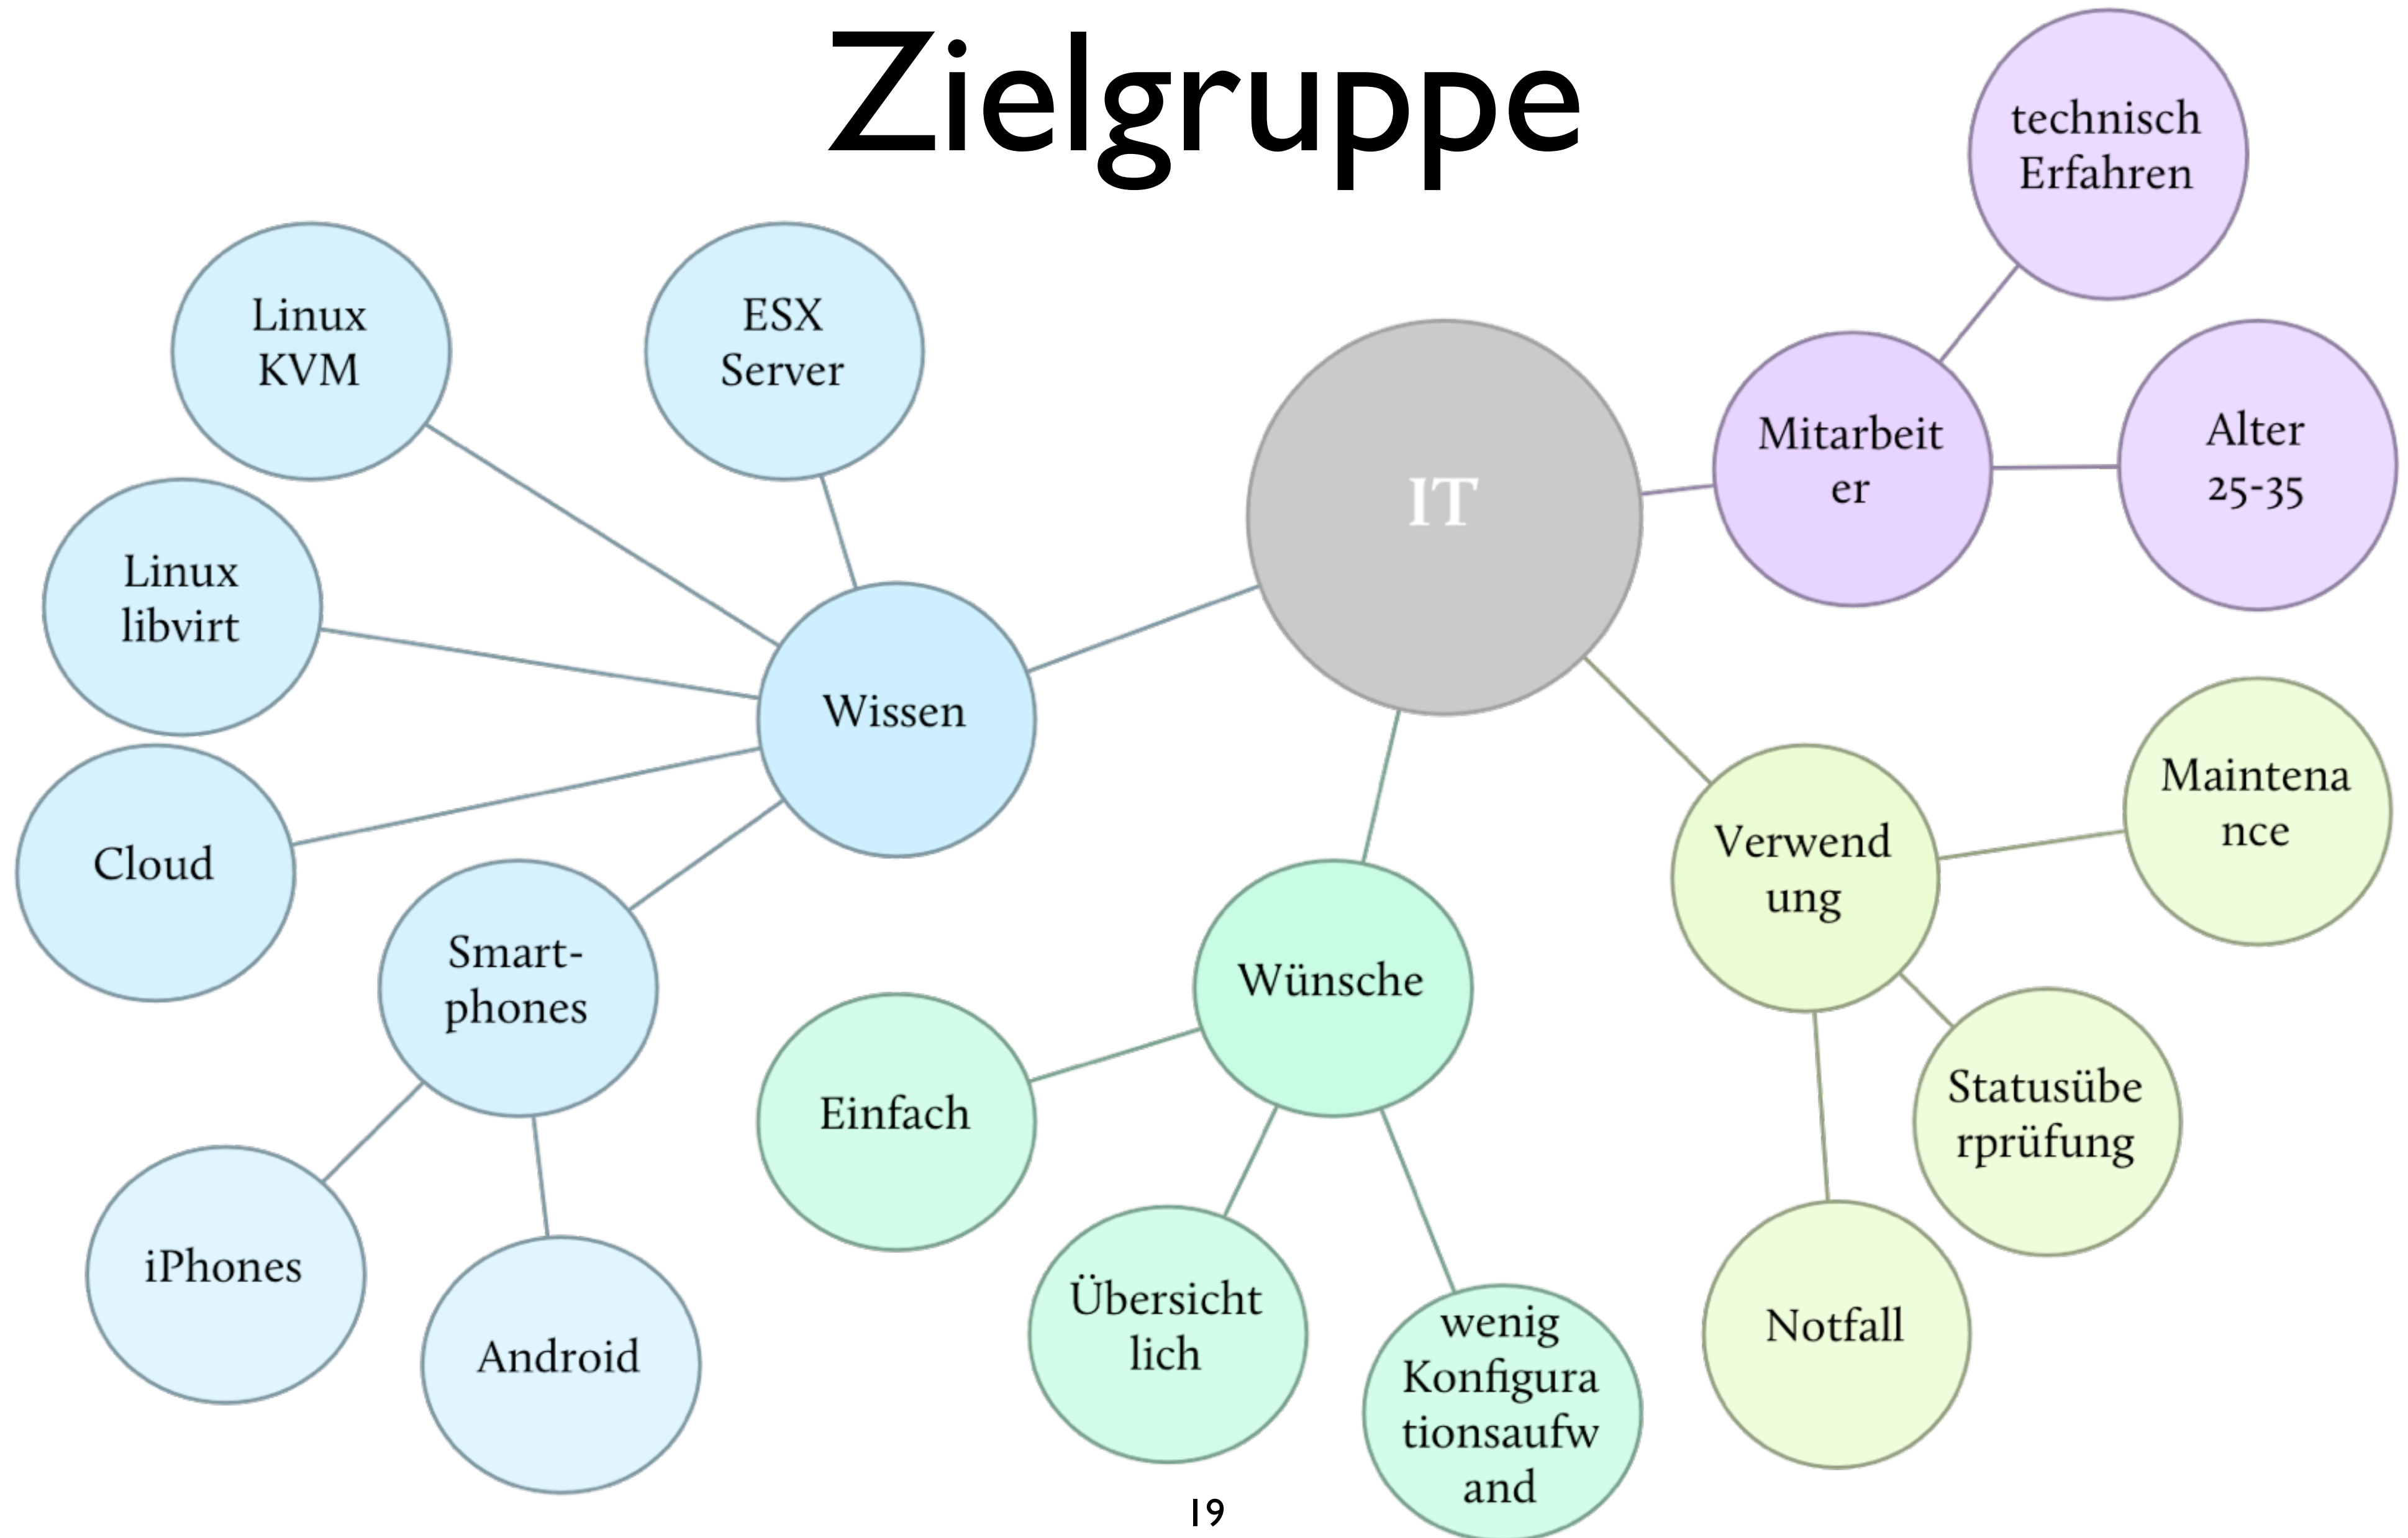 Zielgruppe
technisch
Erfahren
Linux
KVM
ESX
Server
IT
Mitarbeit
er
Alter
25-35
Linux
libvirt
Wissen
Maintena
nce
Verwend
ung
Cloud
Smart-
phones
Wünsche
Einfach
Statusübe
rprüfung
iPhones
Android
Übersicht
lich
wenig
Konfigura
tionsaufw
and
Notfall
19